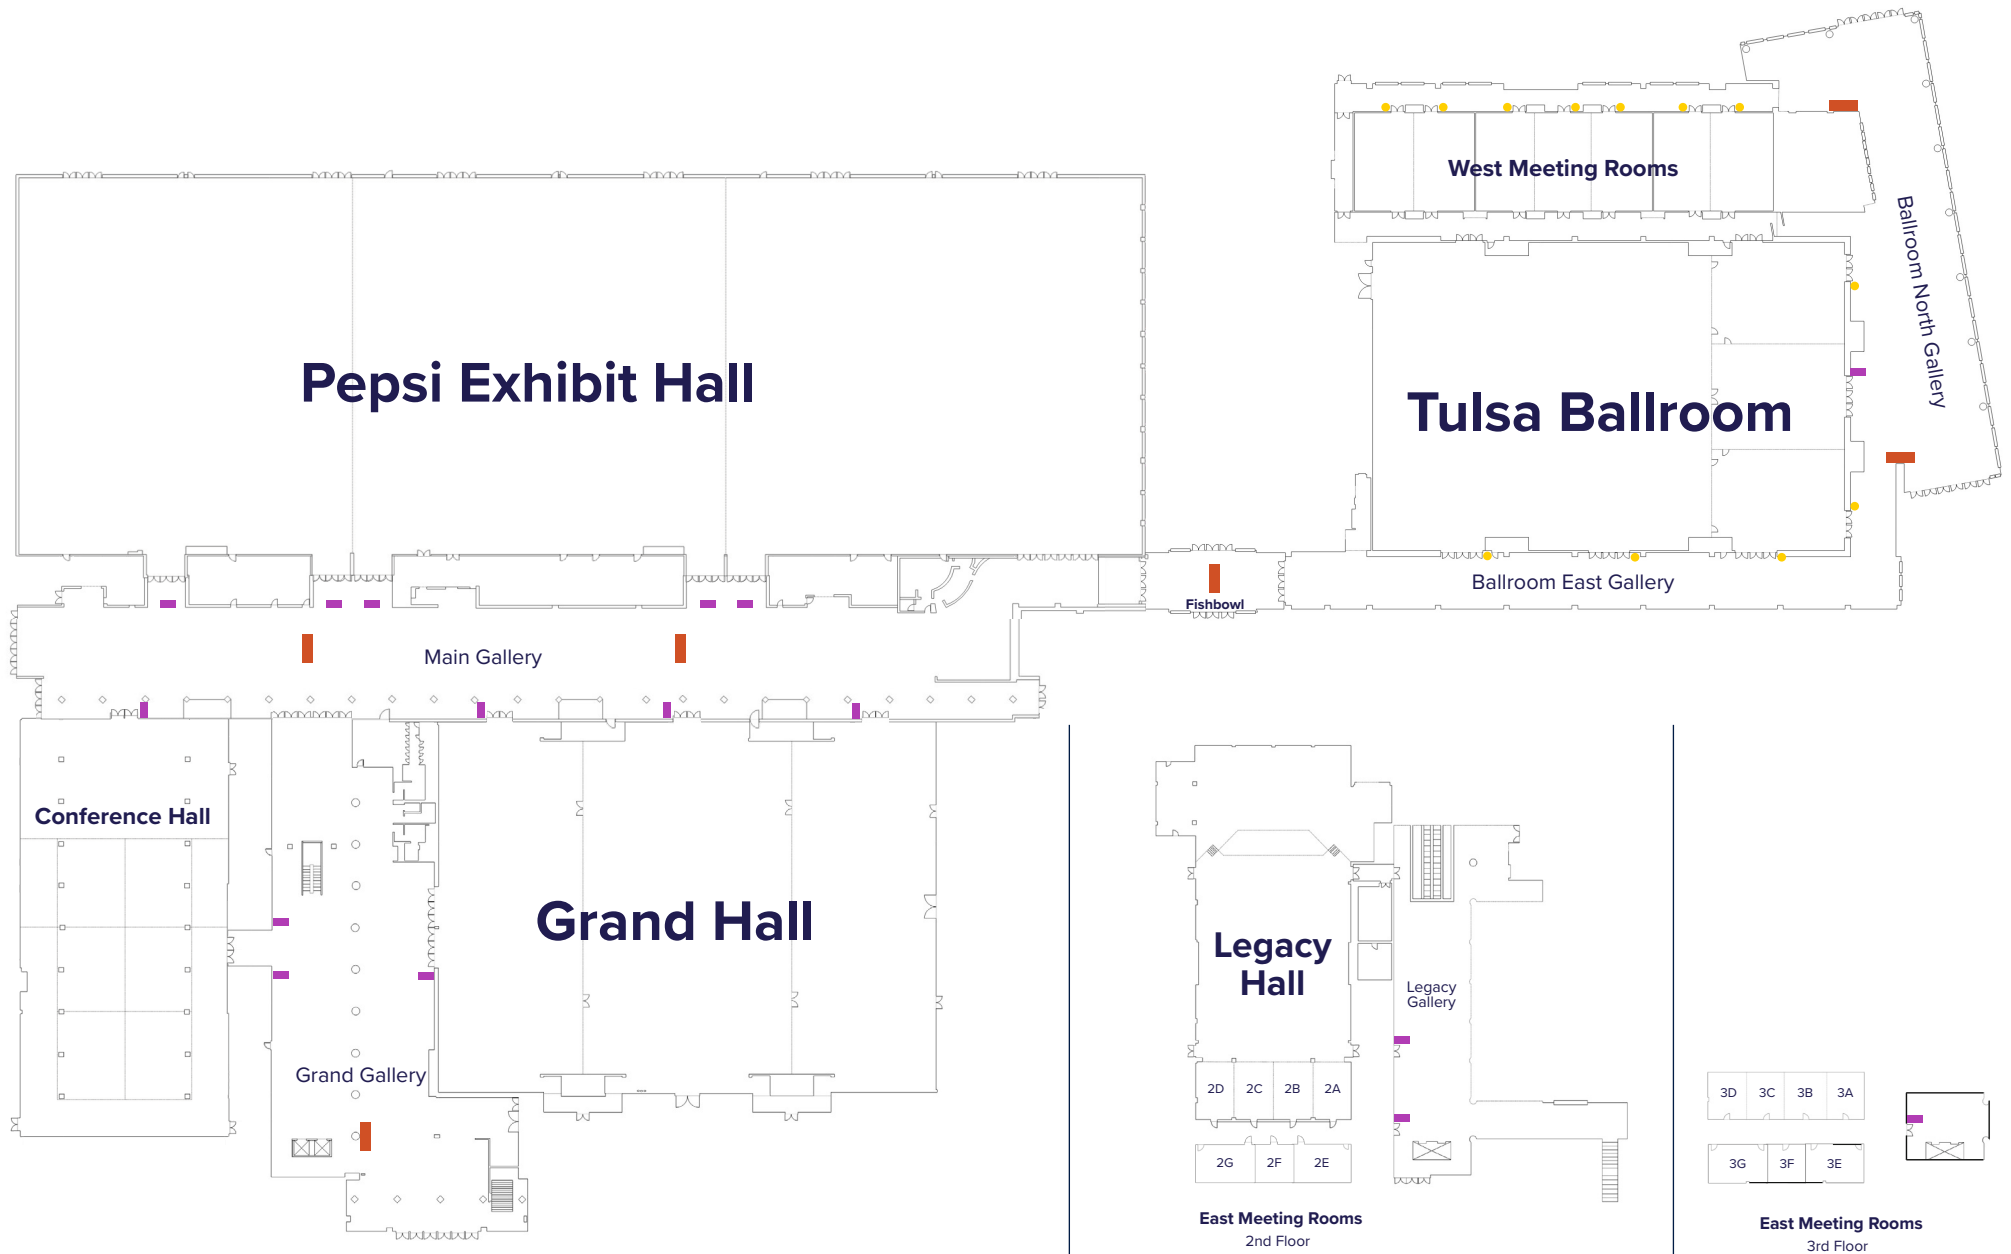 West Meeting Rooms
Ballroom North Gallery
Pepsi Exhibit Hall
Tulsa Ballroom
Ballroom East Gallery
Fishbowl
Main Gallery
Conference Hall
Grand Hall
Grand Gallery
Legacy
Hall
Legacy
Gallery
2D 2C 2B 2A
2G 2F 2E
East Meeting Rooms
2nd Floor
3D 3C 3B 3A
3G 3F 3E
East Meeting Rooms
3rd Floor